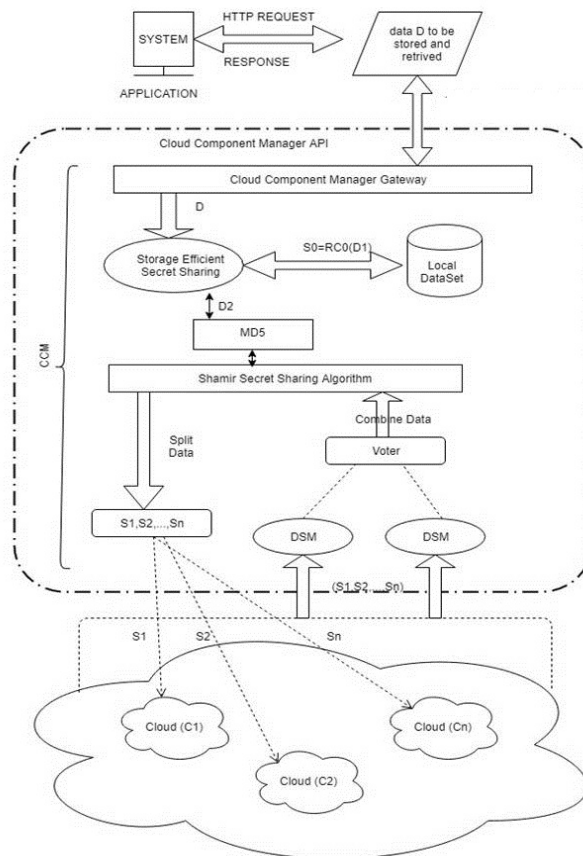 HTTP REQUEST
SYSTEM
data D to be
stored and
retrived
RESPONSE
APPLICATION
Cloud Component Manager API
Cloud Component Manager Gateway
D
S0=RC0(D1)
Storage Efficient
Secret Sharing
Local
DataSet
D2
MD5
CCM
Shamir Secret Sharing Algorithm
Combine Data
Split
Data
Voter
S1,S2,...,Sn
DSM
DSM
(S1,S2....Sn)
S1
S2
Sn
Cloud (C1)
Cloud (Cn)
Cloud (C2)